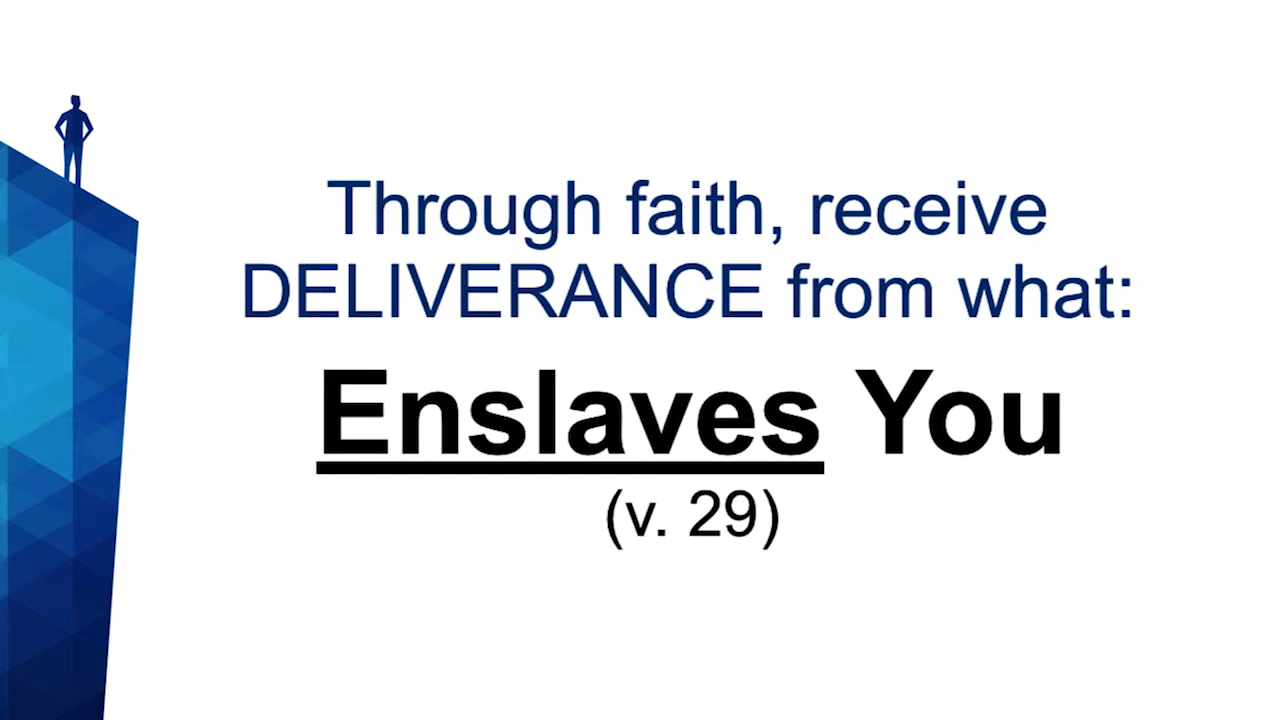 Through faith, receive
DELIVERANCE from what:
Enslaves You
(v. 29)